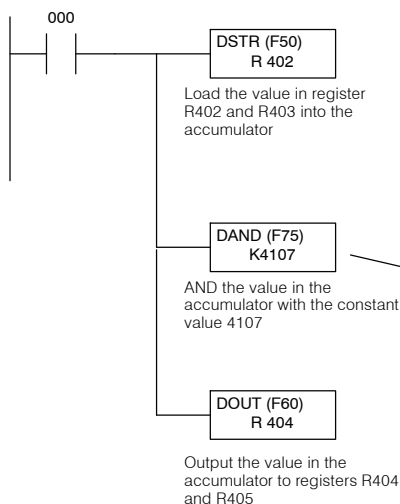 000
DSTR (F50)
R 402
Load the value in register
R402 and R403 into the
accumulator
DAND (F75)
K4107
AND the value in the
accumulator with the constant
value 4107
DOUT (F60)
R 404
Output the value in the
accumulator to registers R404
and R405